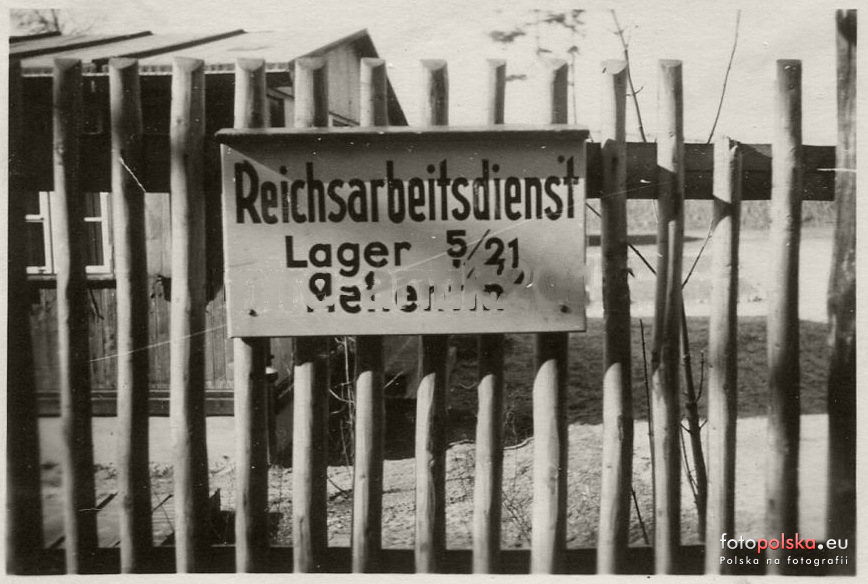 Reichsarbeitsdienst
Lager 5/21
fotopolska.eu
Polska na fotografii